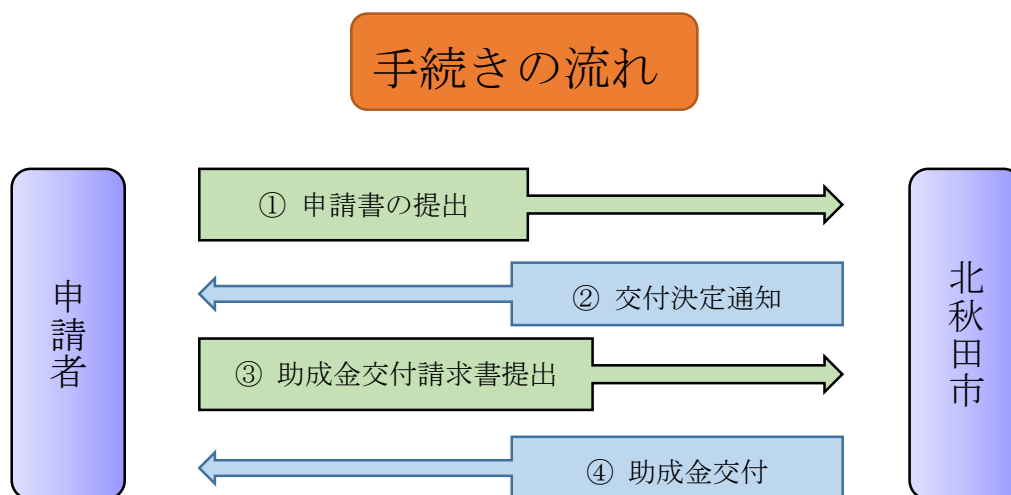 手続きの流れ
申請者
① 申請書の提出
② 交付決定通知
③ 助成金交付請求書提出
④ 助成金交付
北秋田市